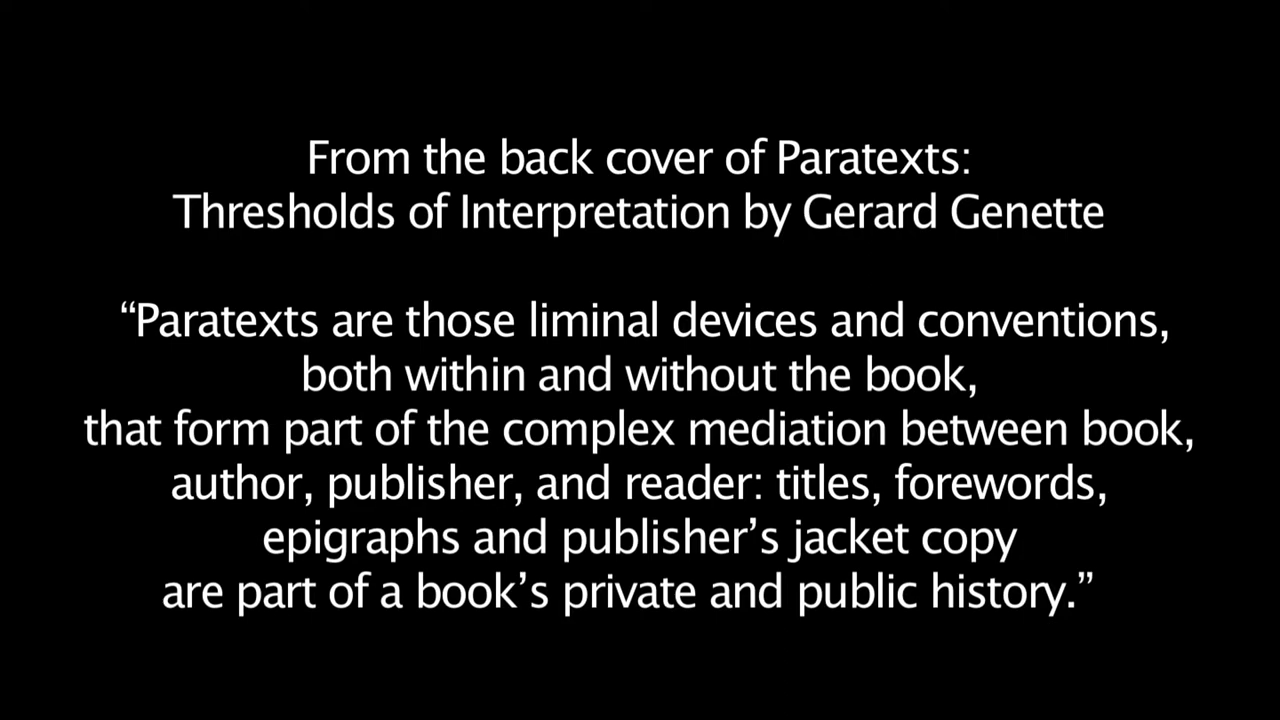 From the back cover of Paratexts:
Thresholds of Interpretation by Gerard Genette
“Paratexts are those liminal devices and conventions,
both within and without the book,
that form part of the complex mediation between book,
author, publisher, and reader: titles, forewords,
epigraphs and publisher’s jacket copy
are part of a book’s private and public history.”